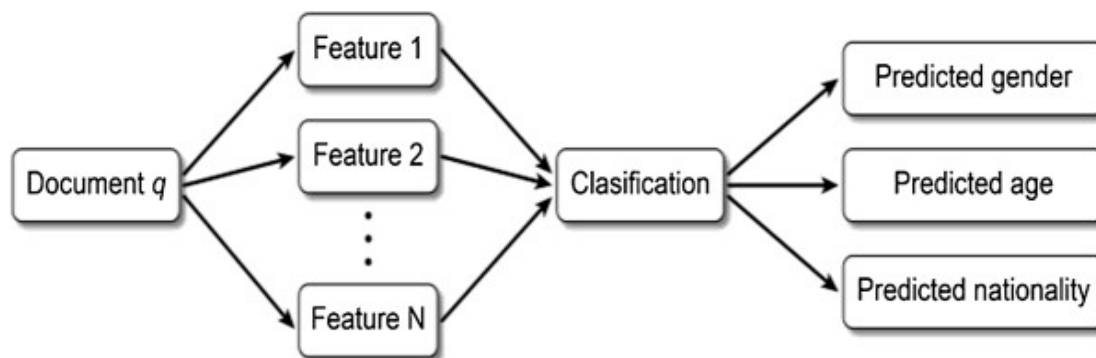 Document q
Feature 1
Feature 2
Feature N
Clasification
Predicted gender
Predicted age
Predicted nationality